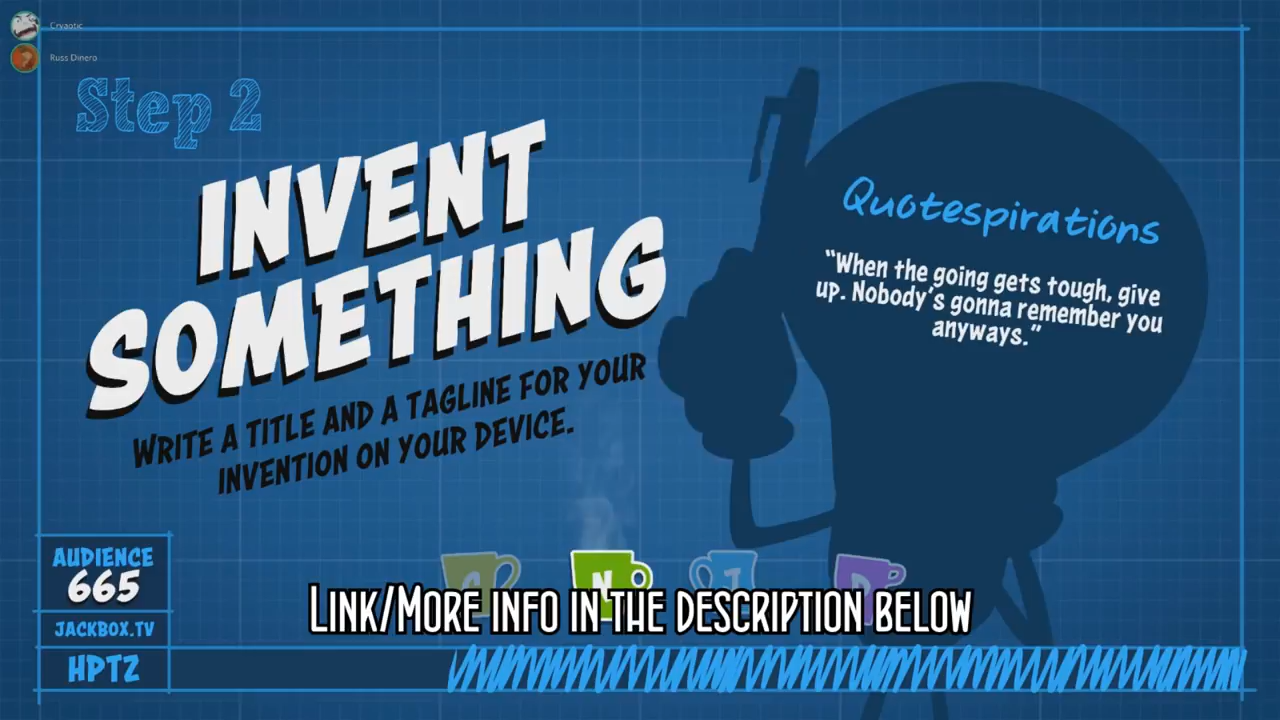 Cryaotic
Russ Dinero
Step 2
INVENT
SOMETHING
WRITE A TITLE AND A TAGLINE FOR YOUR
INVENTION ON YOUR DEVICE.
Quotespirations
"When the going gets tough, give
up. Nobody's gonna remember you
anyways."
AUDIENCE
665
JACKBOX.TV
HPTZ
N J
LINK/MORE INFO IN THE DESCRIPTION BELOW